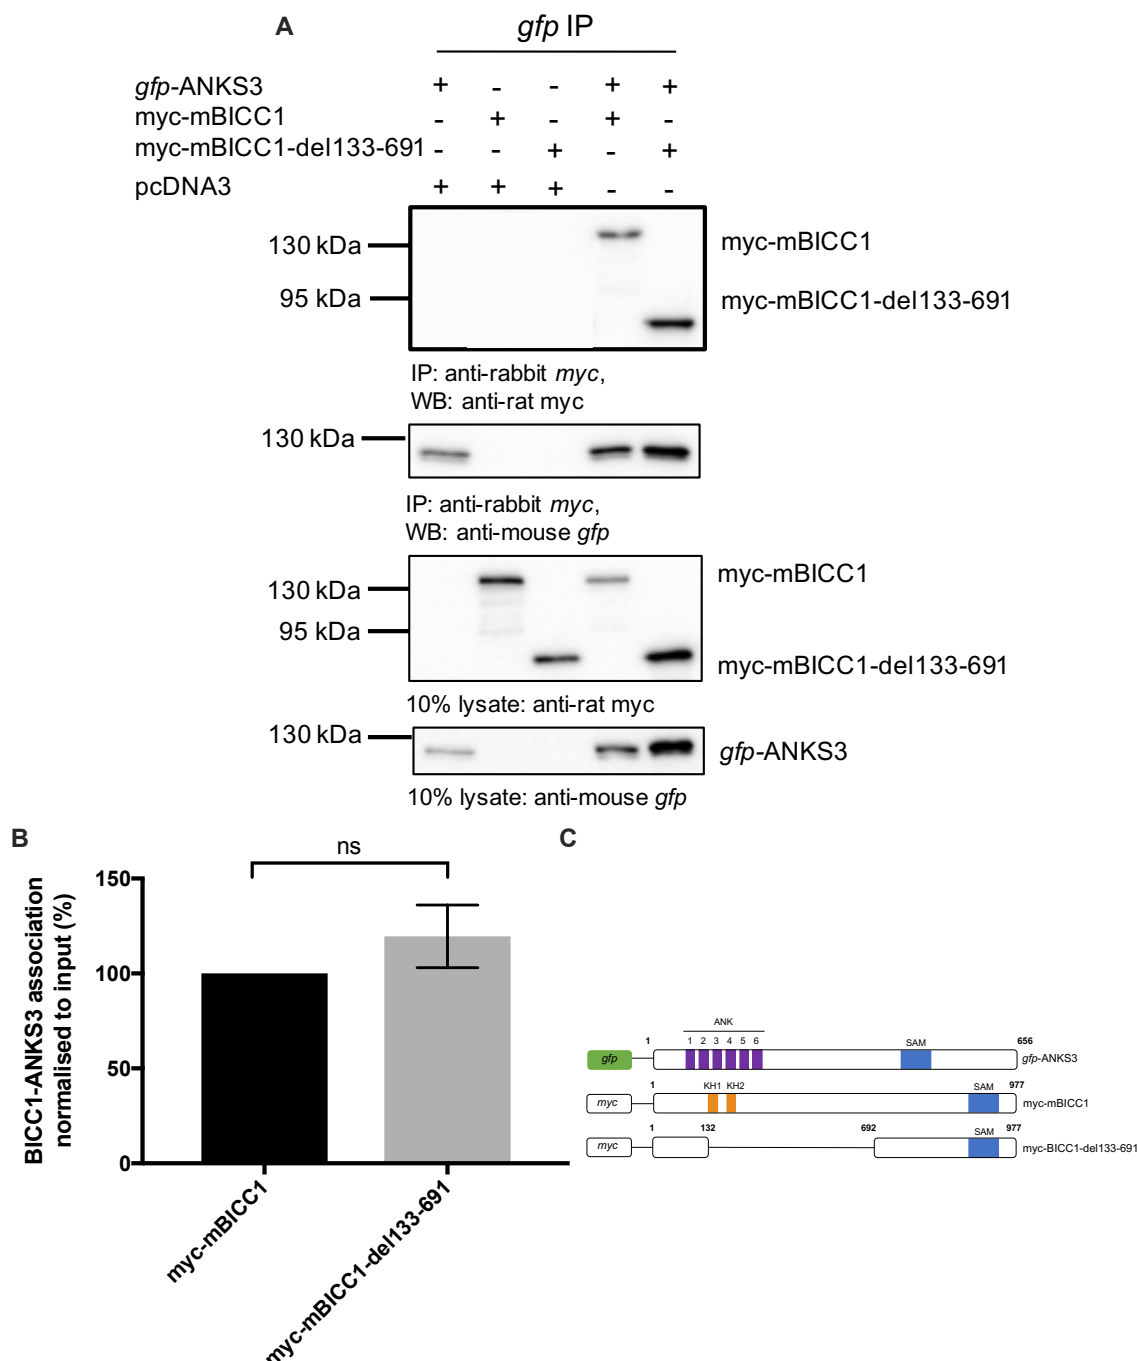 A
gfp IP
gfp-ANKS3 + - - + +
myc-mBICC1 - + - + -
myc-mBICC1-del133-691 - - + - +
pcDNA3 + + + - -
130 kDa
myc-mBICC1
95 kDa
myc-mBICC1-del133-691
IP: anti-rabbit myc,
WB: anti-rat myc
130 kDa
IP: anti-rabbit myc,
WB: anti-mouse gfp
130 kDa
myc-mBICC1
95 kDa
myc-mBICC1-del133-691
10% lysate: anti-rat myc
130 kDa
gfp-ANKS3
10% lysate: anti-mouse gfp
B
ns
BICC1-ANKS3 association
normalised to input (%)
150
100
50
0
myc-mBICC1
myc-mBICC1-del133-691
C
ANK
1 1 2 3 4 5 6 SAM 656
gfp gfp-ANKS3
1 KH1 KH2 SAM 977
myc myc-mBICC1
1 132 692 SAM 977
myc myc-BICC1-del133-691